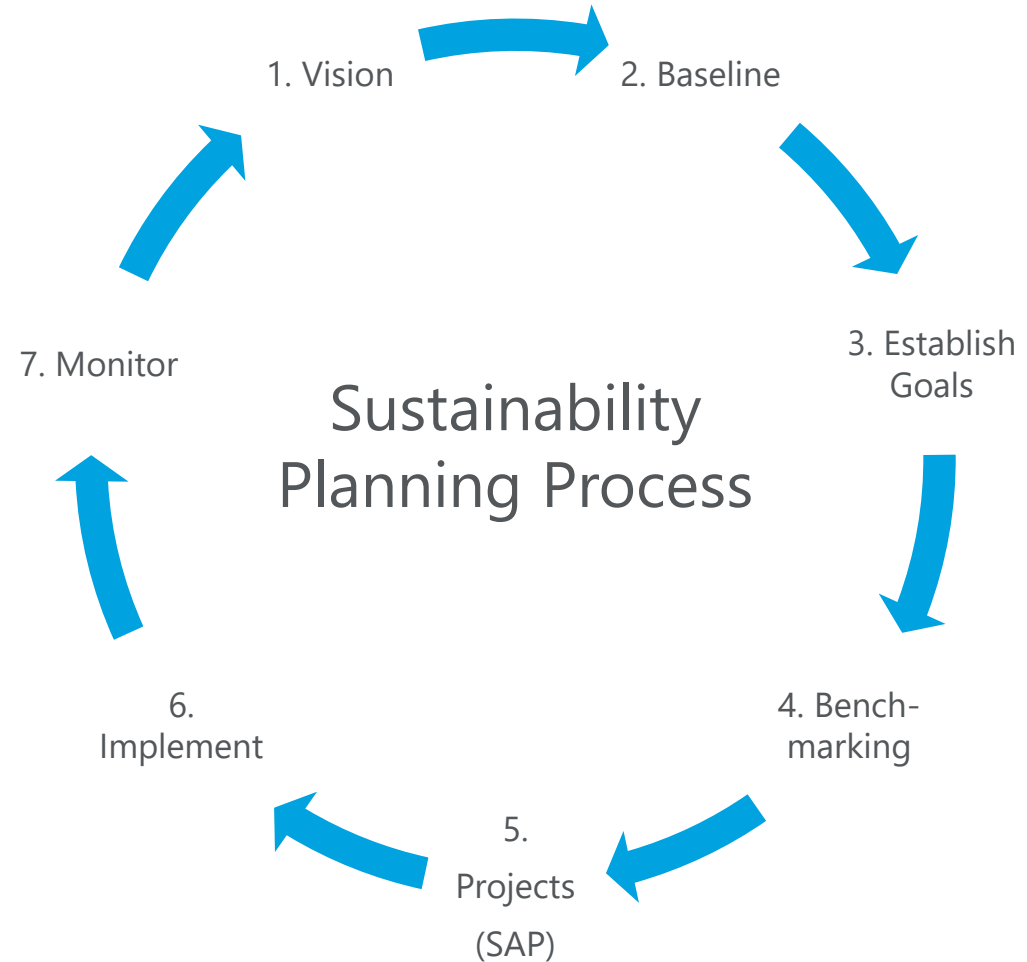 1. Vision
2. Baseline
3. Establish
Goals
4. Bench-
marking
5.
Projects
(SAP)
6.
Implement
7. Monitor
Sustainability
Planning Process